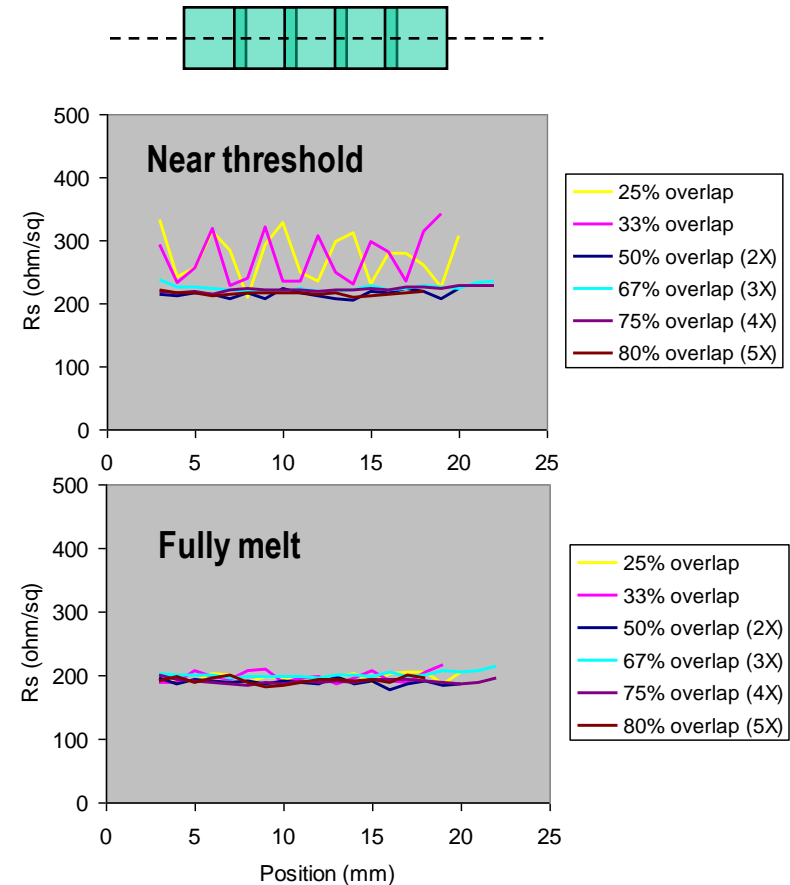 500
400
300
200
100
0
Rs (ohm/sq)
Near threshold
0 5 10 15 20 25
25% overlap
33% overlap
50% overlap (2X)
67% overlap (3X)
75% overlap (4X)
80% overlap (5X)
500
400
300
200
100
0
Rs (ohm/sq)
Fully melt
0 5 10 15 20 25
Position (mm)
25% overlap
33% overlap
50% overlap (2X)
67% overlap (3X)
75% overlap (4X)
80% overlap (5X)